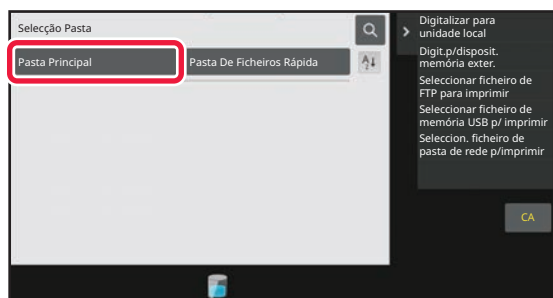 Selecção Pasta
Pasta Principal
Pasta De Ficheiros Rápida
Digitalizar para
unidade local
Digit.p/disposit.
memória exter.
Seleccionar ficheiro de
FTP para imprimir
Seleccionar ficheiro de
memória USB p/ imprimir
Seleccion. ficheiro de
pasta de rede p/imprimir
CA